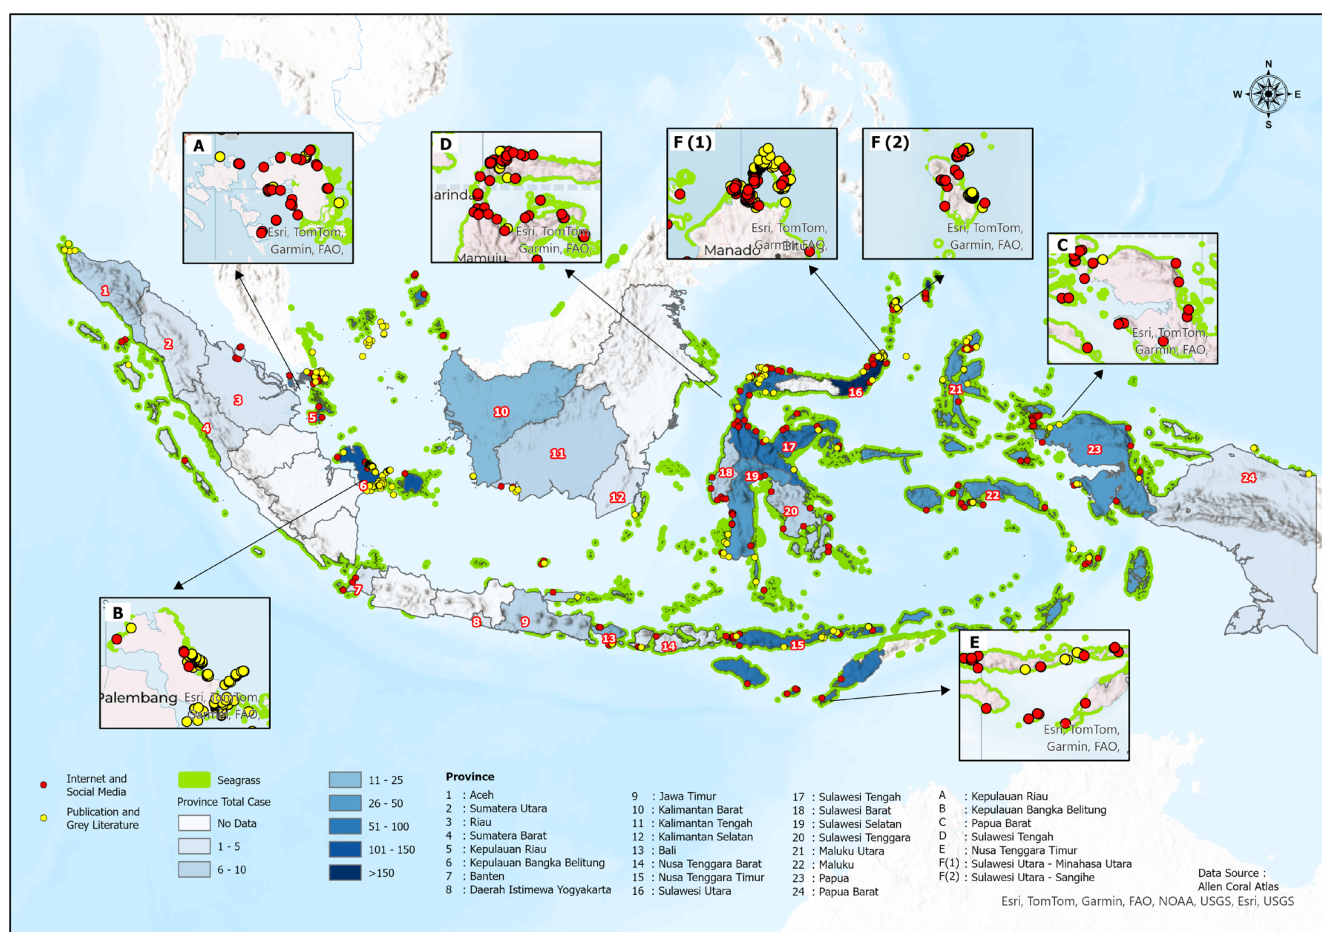 N
W
E
S
A
Esri, TomTom,
Garmin, FAO,
D
arinda
Mamuju
Esri, TomTom,
Garmin, FAO,
F (1)
Manado
Esri, TomTom,
Garmin, FAO,
F (2)
Esri, TomTom,
Garmin, FAO,
C
Esri, TomTom,
Garmin, FAO,
1
2
3
4
5
6
7
8
9
10
11
12
13
14
15
16
17
18
19
20
21
22
23
24
B
Palembang
Esri, TomTom,
Garmin, FAO,
E
Esri, TomTom,
Garmin, FAO,
Internet and
Social Media
Publication and
Grey Literature
Seagrass
Province Total Case
No Data
1 - 5
6 - 10
11 - 25
26 - 50
51 - 100
101 - 150
>150
Province
1 : Aceh
2 : Sumatera Utara
3 : Riau
4 : Sumatera Barat
5 : Kepulauan Riau
6 : Kepulauan Bangka Belitung
7 : Banten
8 : Daerah Istimewa Yogyakarta
9 : Jawa Timur
10 : Kalimantan Barat
11 : Kalimantan Tengah
12 : Kalimantan Selatan
13 : Bali
14 : Nusa Tenggara Barat
15 : Nusa Tenggara Timur
16 : Sulawesi Utara
17 : Sulawesi Tengah
18 : Sulawesi Barat
19 : Sulawesi Selatan
20 : Sulawesi Tenggara
21 : Maluku Utara
22 : Maluku
23 : Papua
24 : Papua Barat
A : Kepulauan Riau
B : Kepulauan Bangka Belitung
C : Papua Barat
D : Sulawesi Tengah
E : Nusa Tenggara Timur
F(1) : Sulawesi Utara - Minahasa Utara
F(2) : Sulawesi Utara - Sangihe
Data Source :
Allen Coral Atlas
Esri, TomTom, Garmin, FAO, NOAA, USGS, Esri, USGS